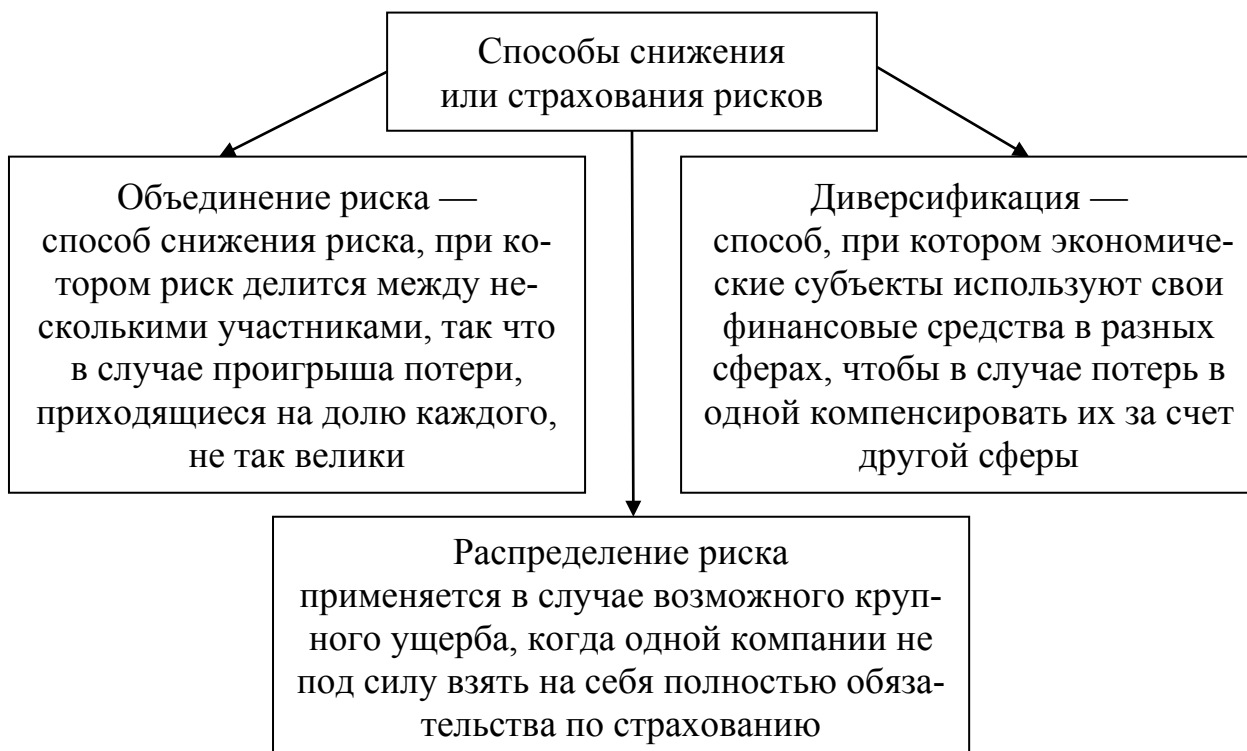 Способы снижения
или страхования рисков
Объединение риска —
способ снижения риска, при ко-
тором риск делится между не-
сколькими участниками, так что
в случае проигрыша потери,
приходящиеся на долю каждого,
не так велики
Диверсификация —
способ, при котором экономиче-
ские субъекты используют свои
финансовые средства в разных
сферах, чтобы в случае потерь в
одной компенсировать их за счет
другой сферы
Распределение риска
применяется в случае возможного круп-
ного ущерба, когда одной компании не
под силу взять на себя полностью обяза-
тельства по страхованию